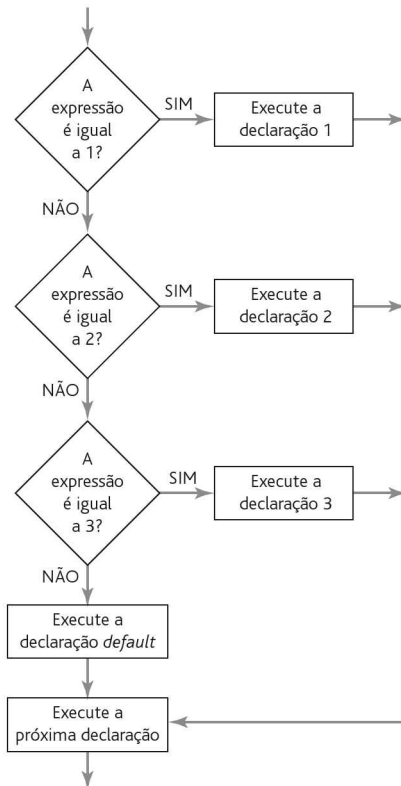 A
expressão
é igual
a 1?
SIM
Execute a
declaração 1
NÃO
A
expressão
é igual
a 2?
SIM
Execute a
declaração 2
NÃO
A
expressão
é igual
a 3?
SIM
Execute a
declaração 3
NÃO
Execute a
declaração default
Execute a
próxima declaração